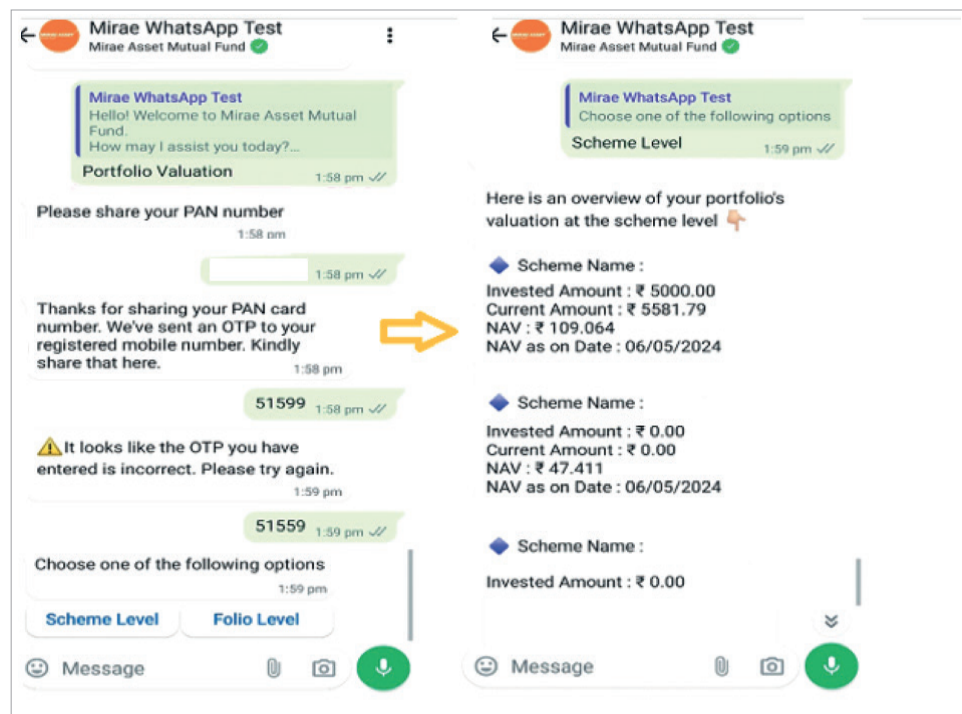 Mirae WhatsApp Test
Mirae Asset Mutual Fund
Mirae WhatsApp Test
Hello! Welcome to Mirae Asset Mutual
Fund.
How may I assist you today?...
Portfolio Valuation
1:58 pm
Please share your PAN number
1:58 pm
1:58 pm
Thanks for sharing your PAN card
number. We've sent an OTP to your
registered mobile number. Kindly
share that here.
1:58 pm
51599
1:58 pm
It looks like the OTP you have
entered is incorrect. Please try again.
1:59 pm
51559
1:59 pm
Choose one of the following options
1:59 pm
Scheme Level
Folio Level
Message
Mirae WhatsApp Test
Mirae Asset Mutual Fund
Mirae WhatsApp Test
Choose one of the following options
Scheme Level
1:59 pm
Here is an overview of your portfolio's
valuation at the scheme level
Scheme Name :
Invested Amount : ₹ 5000.00
Current Amount : ₹ 5581.79
NAV : ₹ 109.064
NAV as on Date : 06/05/2024
Scheme Name :
Invested Amount : ₹ 0.00
Current Amount : ₹ 0.00
NAV : ₹ 47.411
NAV as on Date : 06/05/2024
Scheme Name :
Invested Amount : ₹ 0.00
Message